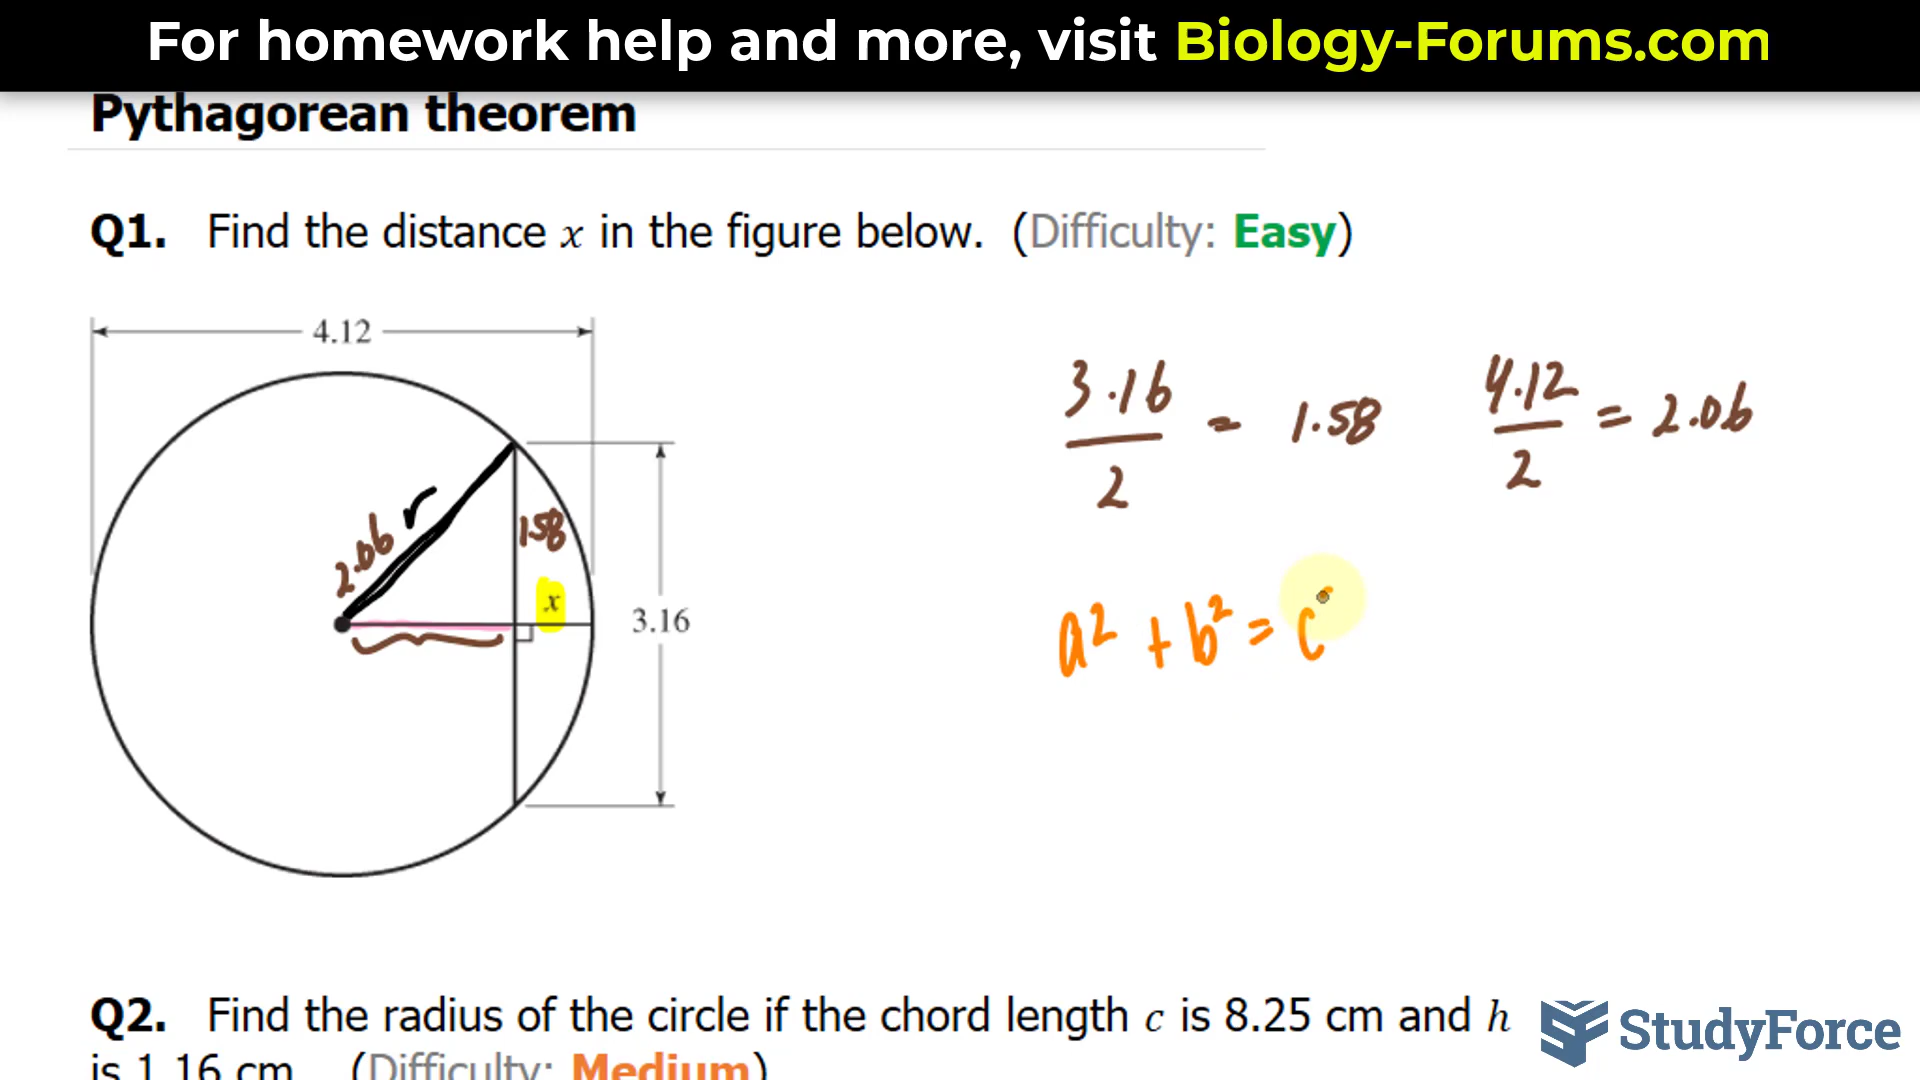 For homework help and more, visit Biology-Forums.com
Pythagorean theorem
Q1. Find the distance x in the figure below. (Difficulty: Easy)
4.12
3.16
2
= 1.58
4.12
2
= 2.06
2.06
r
1.58
x
3.16
a² + b² = c
Q2. Find the radius of the circle if the chord length c is 8.25 cm and h
is 1.16 cm. (Difficulty: Medium)
StudyForce